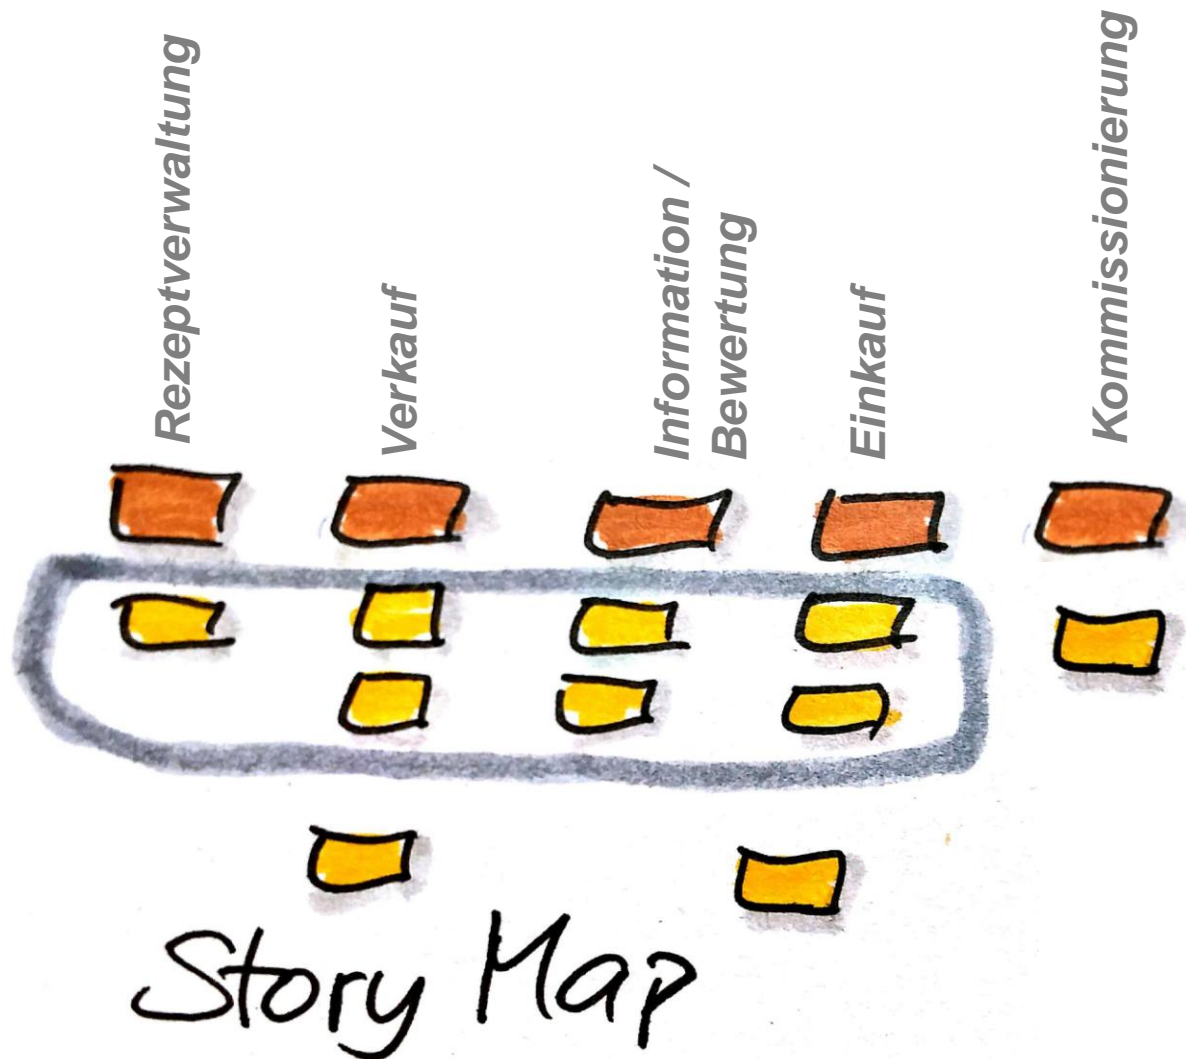 Rezeptverwaltung
Verkauf
Information /
Bewertung
Einkauf
Kommissionierung
Story Map